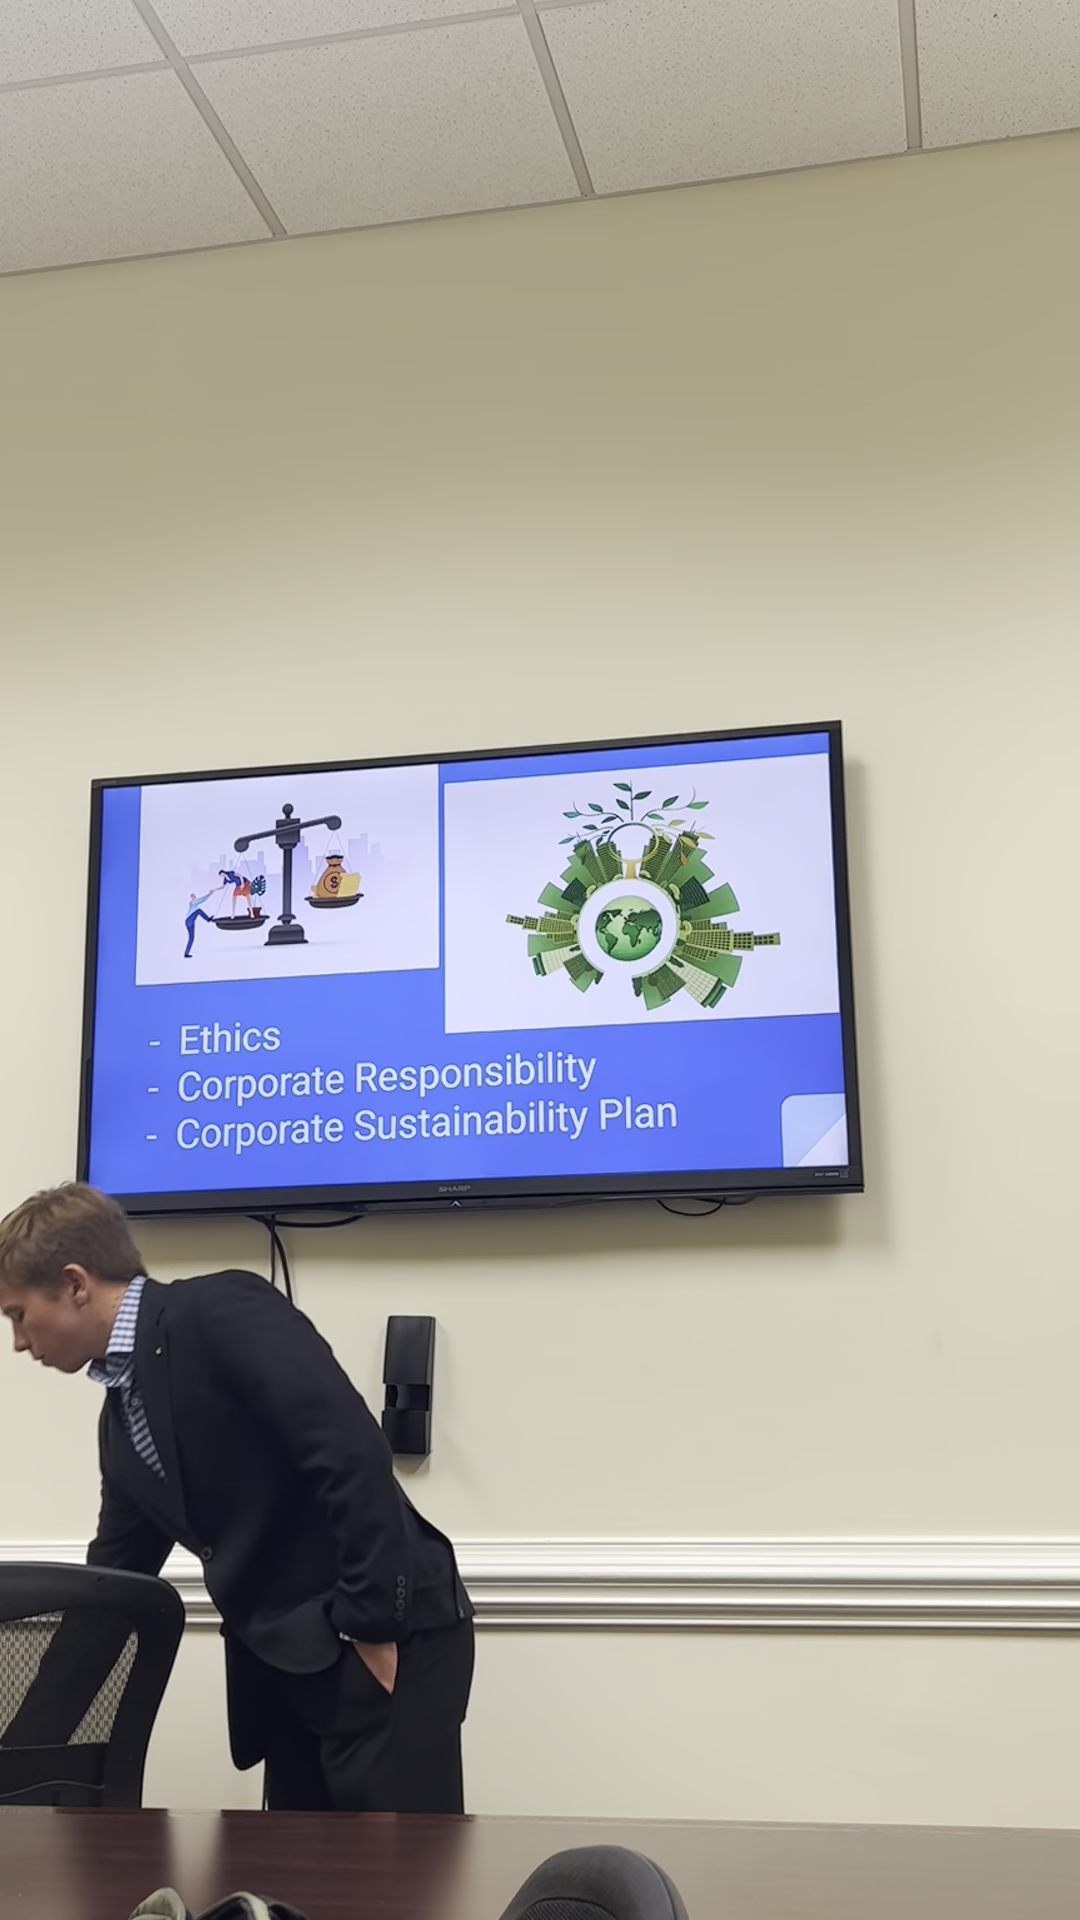 $
- Ethics
- Corporate Responsibility
- Corporate Sustainability Plan
SHARP